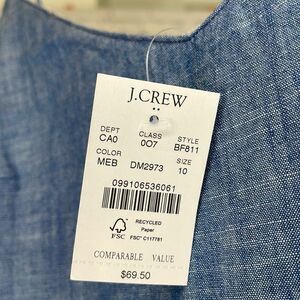 J.CREW
DEPT CLASS STYLE
CA0 007 BF811
COLOR SIZE
MEB DM2973 10
099106536061
RECYCLED
Paper
FSC FSC® C117781
COMPARABLE VALUE
$69.50